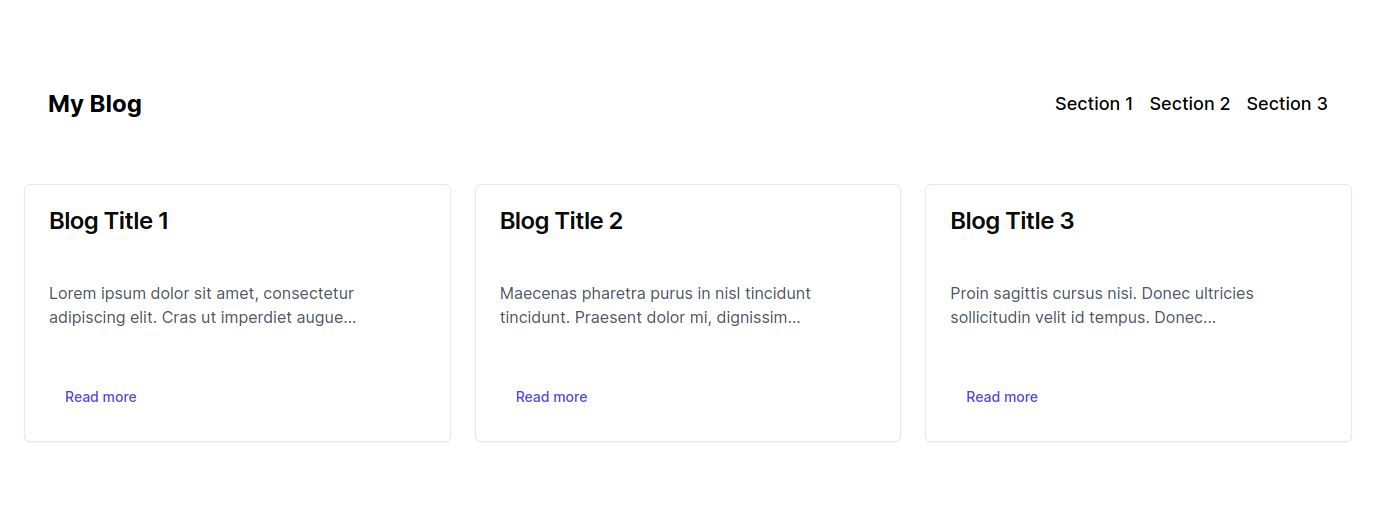 My Blog
Section 1 Section 2 Section 3
Blog Title 1
Lorem ipsum dolor sit amet, consectetur
adipiscing elit. Cras ut imperdiet augue...
Read more
Blog Title 2
Maecenas pharetra purus in nisl tincidunt
tincidunt. Praesent dolor mi, dignissim...
Read more
Blog Title 3
Proin sagittis cursus nisi. Donec ultricies
sollicitudin velit id tempus. Donec...
Read more